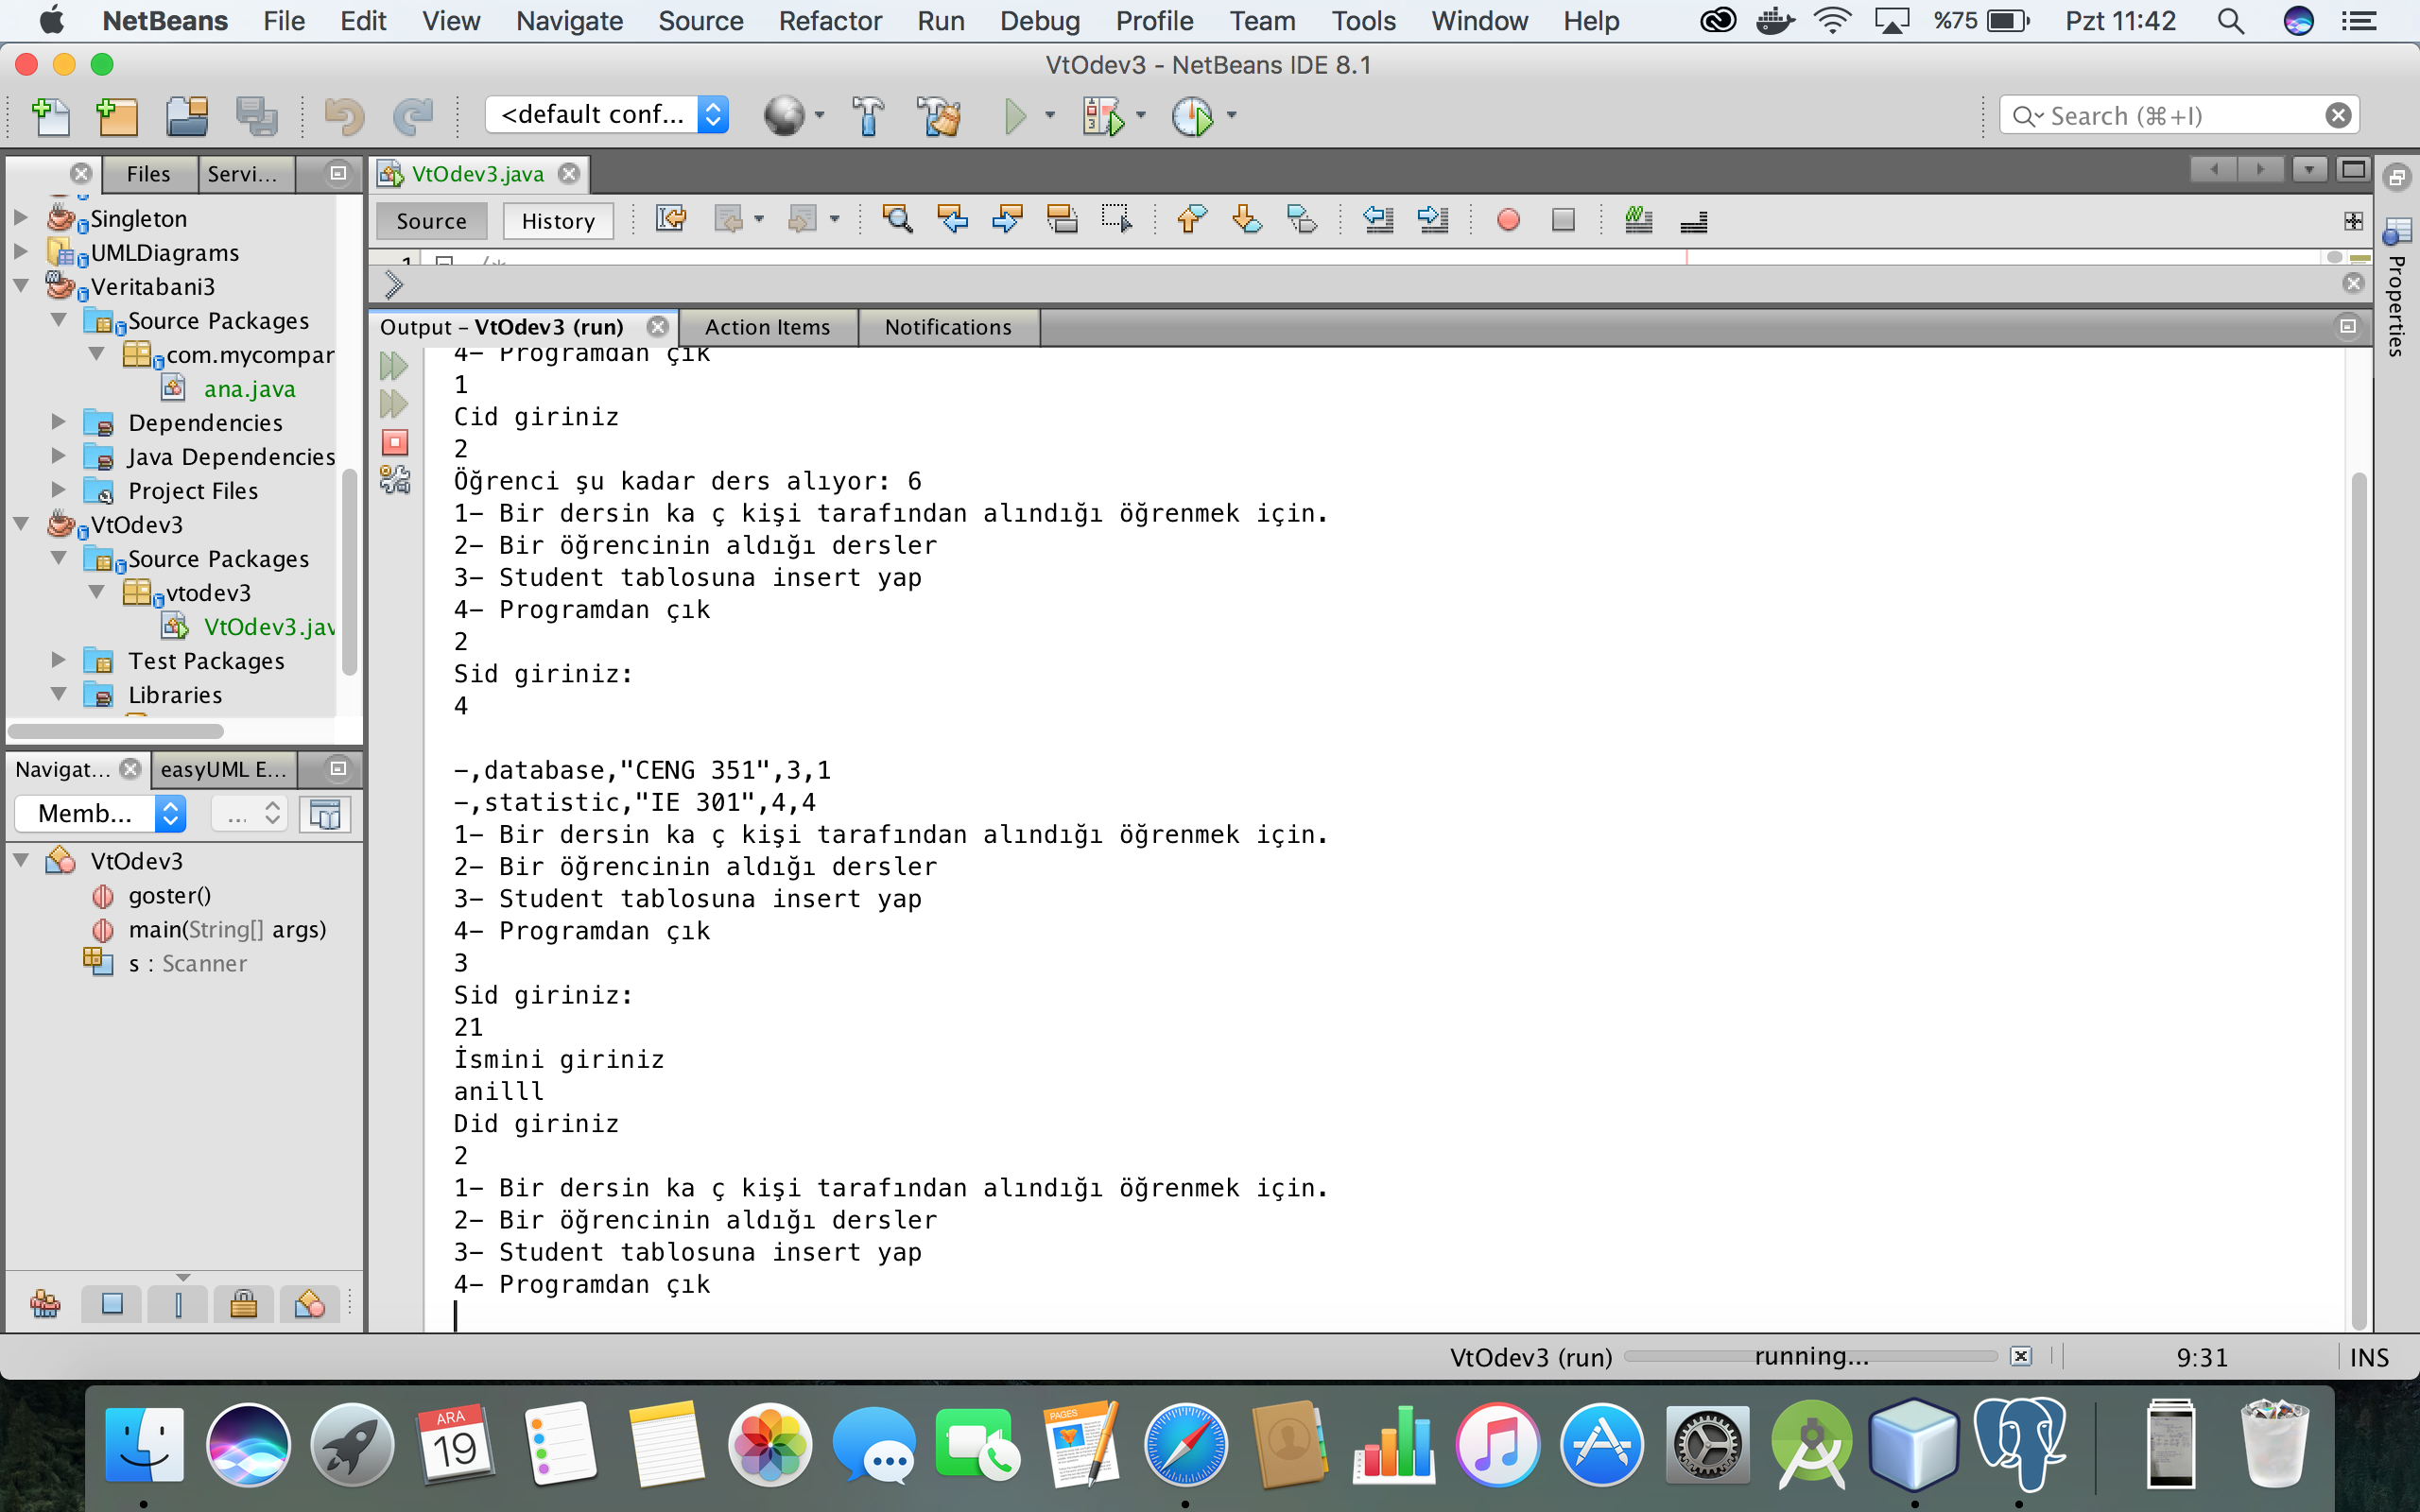 NetBeans File Edit View Navigate Source Refactor Run Debug Profile Team Tools Window Help %75 Pzt 11:42
VtOdev3 - NetBeans IDE 8.1
<default conf... Search (⌘+I)
Files Servi...
VtOdev3.java
Source History
Singleton
UMLDiagrams
Veritabani3
Source Packages
com.mycompar
ana.java
Dependencies
Java Dependencies
Project Files
VtOdev3
Source Packages
vtodev3
VtOdev3.jav
Test Packages
Libraries
Navigat... easyUML E...
Memb... ...
VtOdev3
goster()
main(String[] args)
s : Scanner
1 /*
Properties
Output – VtOdev3 (run) Action Items Notifications
4– Programdan çık
1
Cid giriniz
2
Öğrenci şu kadar ders alıyor: 6
1– Bir dersin ka ç kişi tarafından alındığı öğrenmek için.
2– Bir öğrencinin aldığı dersler
3– Student tablosuna insert yap
4– Programdan çık
2
Sid giriniz:
4
–,database,"CENG 351",3,1
–,statistic,"IE 301",4,4
1– Bir dersin ka ç kişi tarafından alındığı öğrenmek için.
2– Bir öğrencinin aldığı dersler
3– Student tablosuna insert yap
4– Programdan çık
3
Sid giriniz:
21
İsmini giriniz
anilll
Did giriniz
2
1– Bir dersin ka ç kişi tarafından alındığı öğrenmek için.
2– Bir öğrencinin aldığı dersler
3– Student tablosuna insert yap
4– Programdan çık
VtOdev3 (run) running... 9:31 INS
ARA
19
PAGES